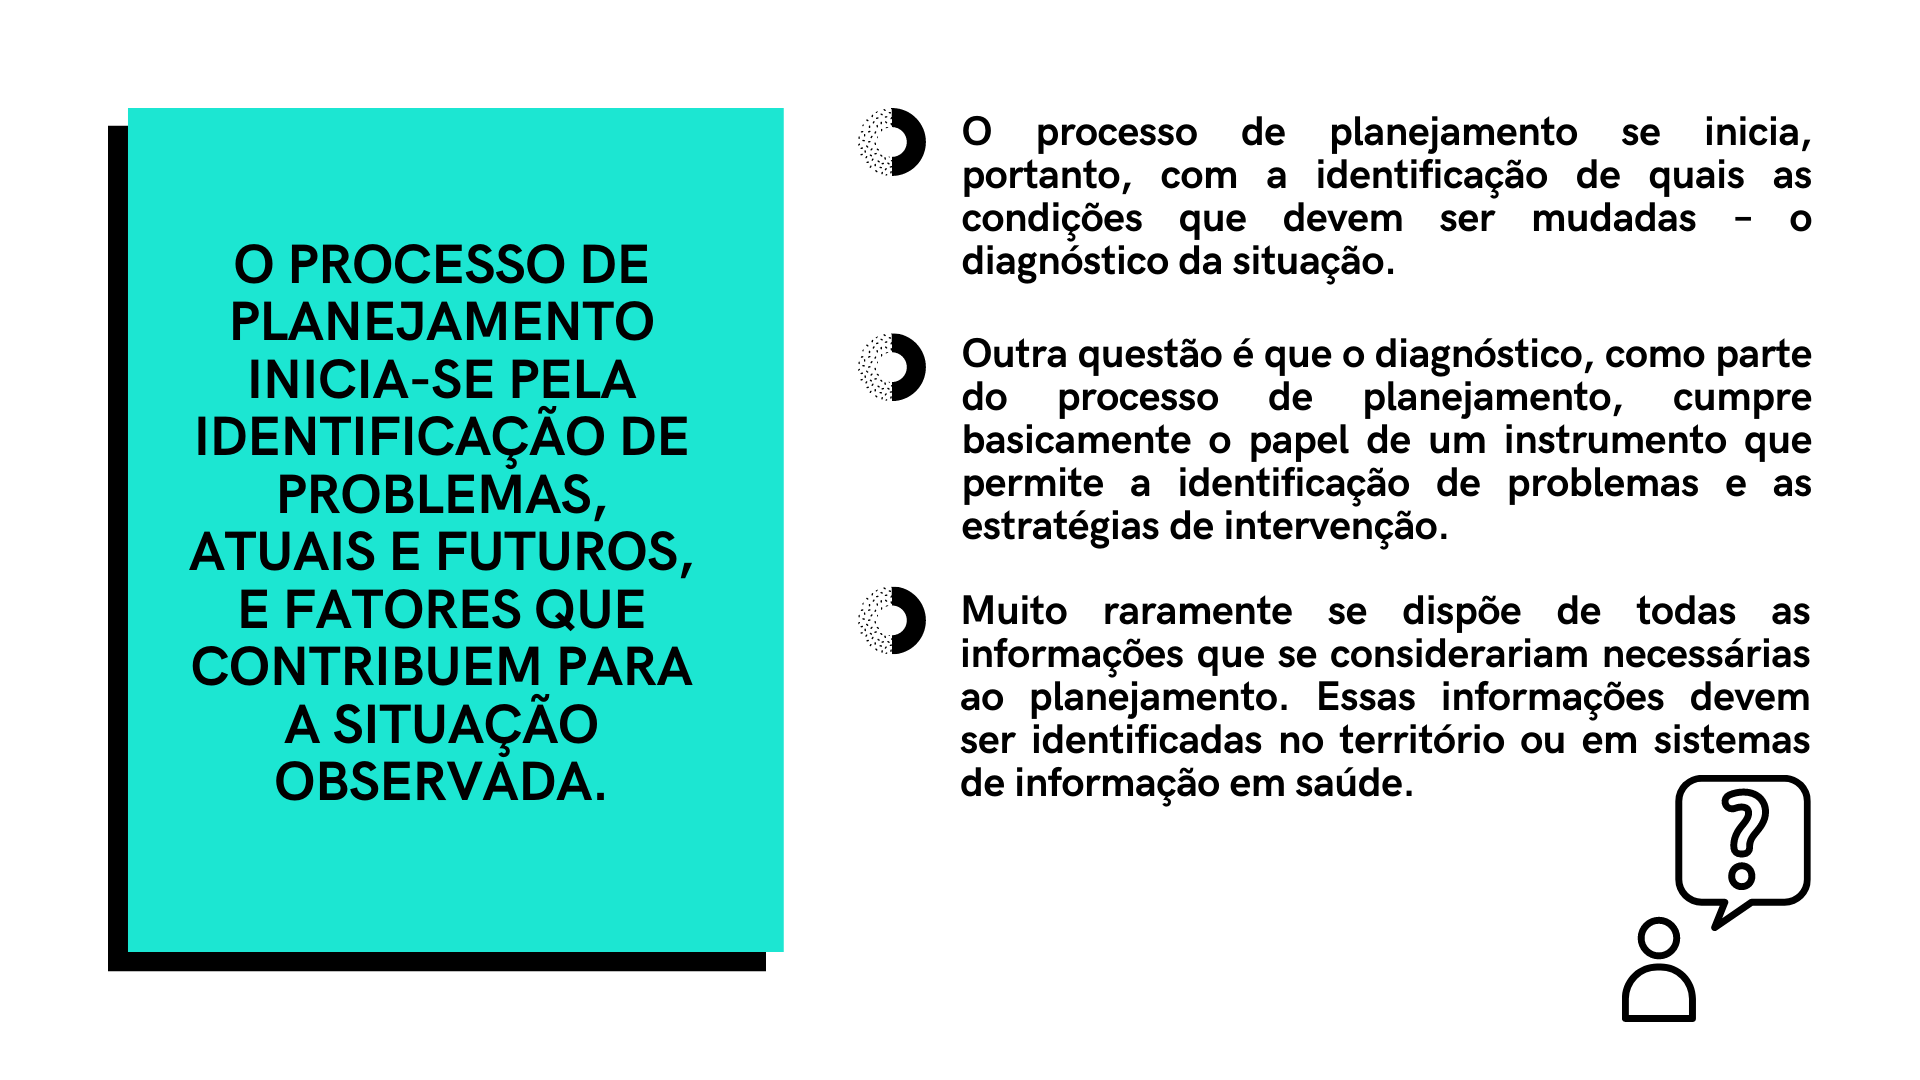 O PROCESSO DE
PLANEJAMENTO
INICIA-SE PELA
IDENTIFICAÇÃO DE
PROBLEMAS,
ATUAIS E FUTUROS,
E FATORES QUE
CONTRIBUEM PARA
A SITUAÇÃO
OBSERVADA.
O processo de planejamento se inicia,
portanto, com a identificação de quais as
condições que devem ser mudadas – o
diagnóstico da situação.
Outra questão é que o diagnóstico, como parte
do processo de planejamento, cumpre
basicamente o papel de um instrumento que
permite a identificação de problemas e as
estratégias de intervenção.
Muito raramente se dispõe de todas as
informações que se considerariam necessárias
ao planejamento. Essas informações devem
ser identificadas no território ou em sistemas
de informação em saúde.
?